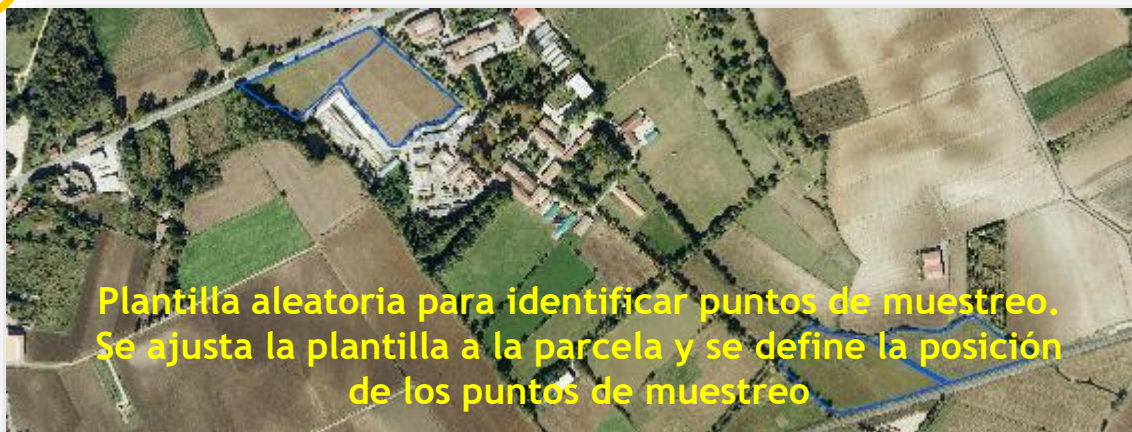 Plantilla aleatoria para identificar puntos de muestreo.
Se ajusta la plantilla a la parcela y se define la posición
de los puntos de muestreo